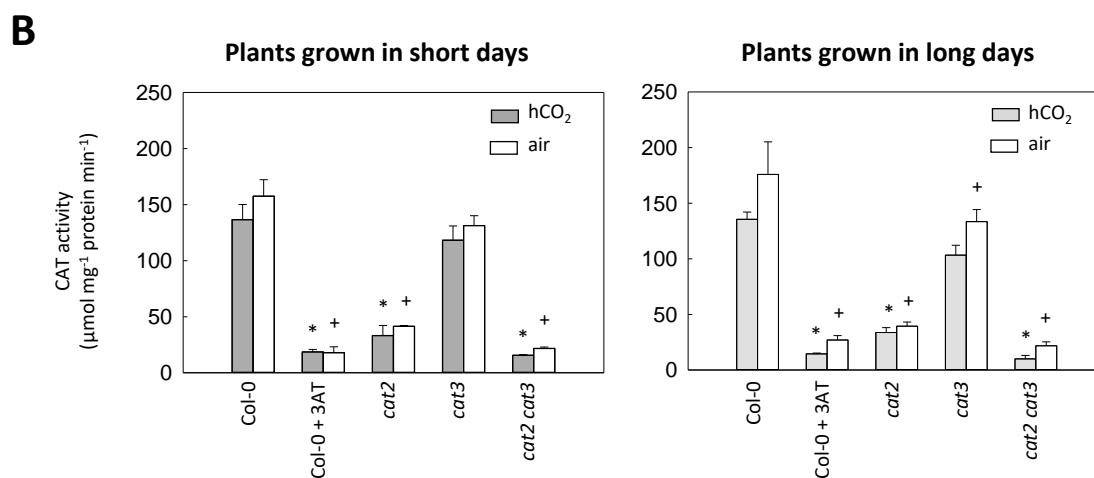 B
Plants grown in short days
Plants grown in long days
CAT activity
(µmol mg⁻¹ protein min⁻¹)
250
200
150
100
50
0
hCO₂
air
*
+
*
+
*
+
Col-0
Col-0 + 3AT
cat2
cat3
cat2 cat3
250
200
150
100
50
0
hCO₂
air
*
+
*
+
+
*
+
Col-0
Col-0 + 3AT
cat2
cat3
cat2 cat3